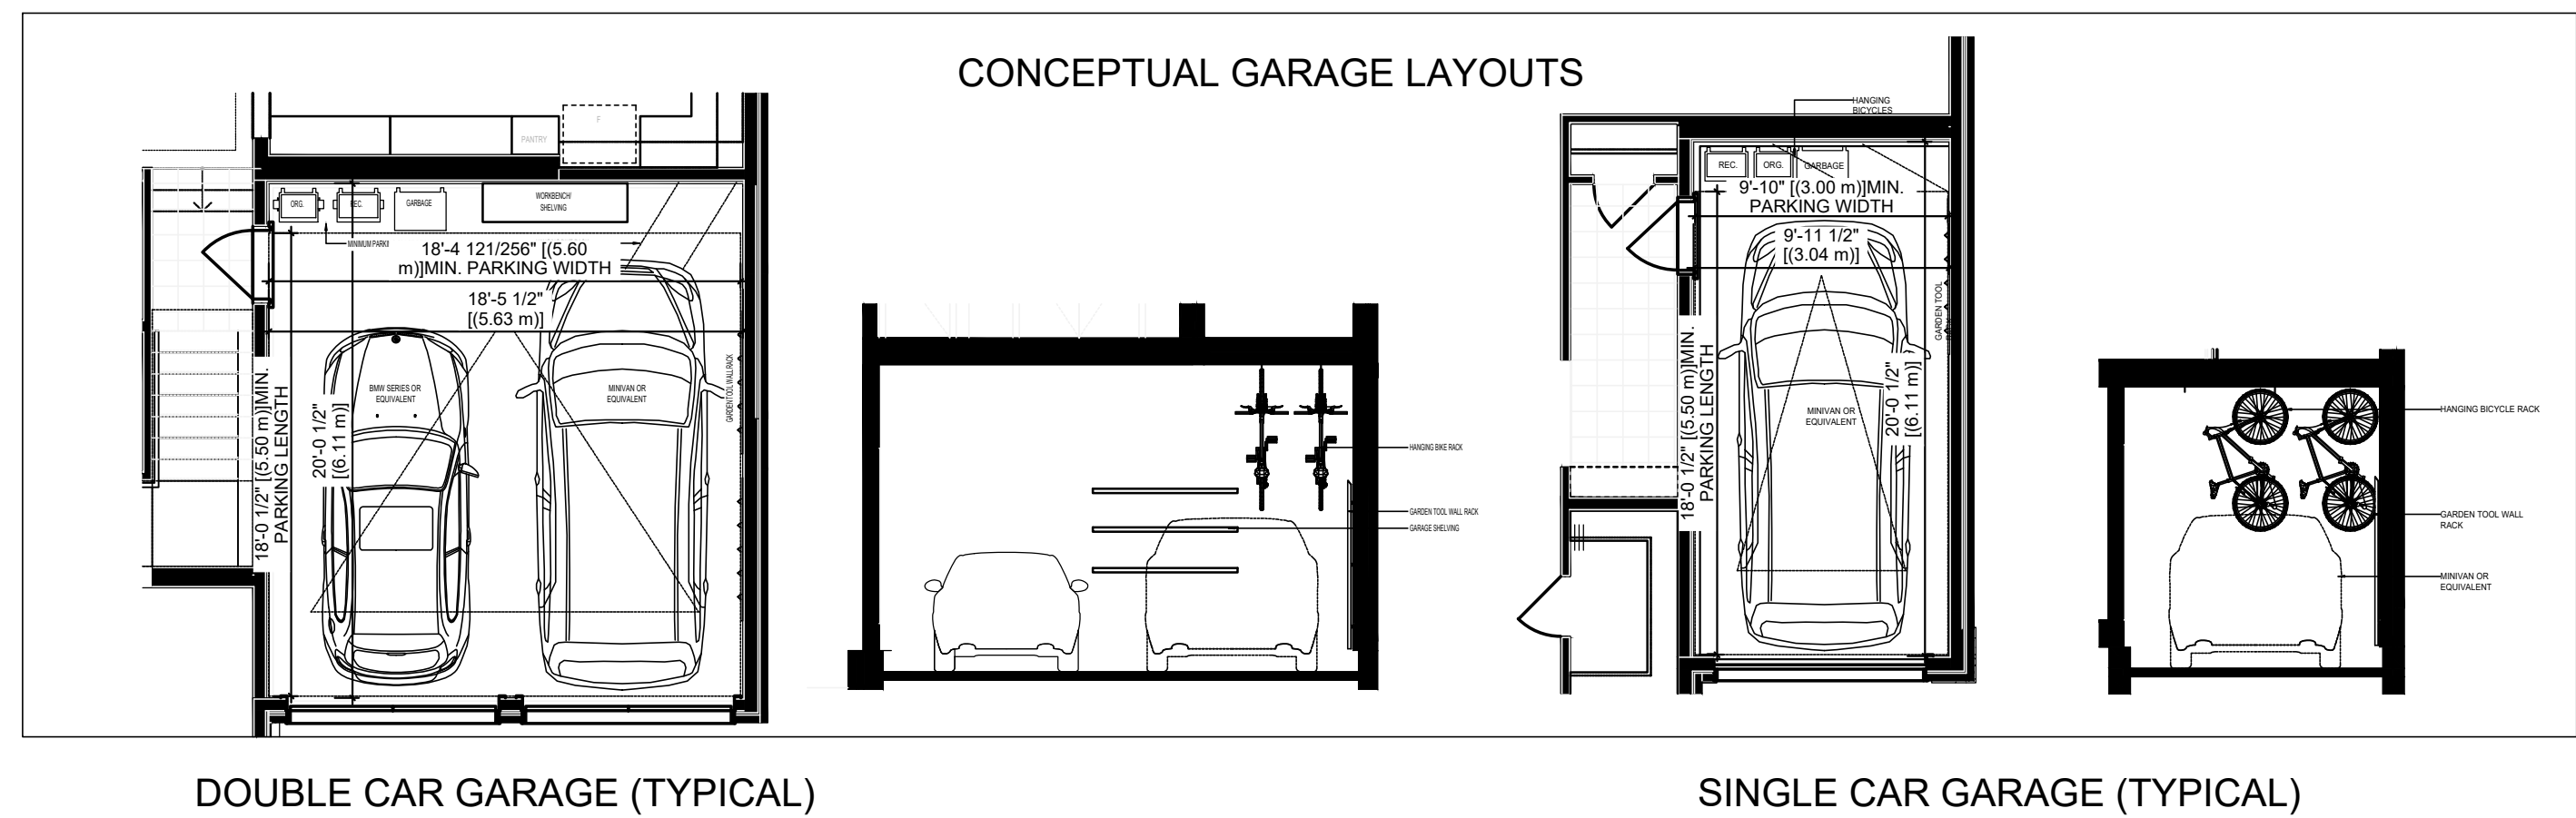 CONCEPTUAL GARAGE LAYOUTS
PANTRY
F
ORG.
REC.
GARBAGE
WORKBENCH/
SHELVING
18'-4 121/256" [(5.60
m)]MIN. PARKING WIDTH
18'-5 1/2"
[(5.63 m)]
18'-0 1/2" [(5.50 m)]MIN.
PARKING LENGTH
20'-0 1/2"
[(6.11 m)]
BMW SERIES OR
EQUIVALENT
MINIVAN OR
EQUIVALENT
GARDEN TOOL WALL RACK
MINIMUM
HANGING BIKE RACK
GARDEN TOOL WALL RACK
GARAGE SHELVING
HANGING
BICYCLES
REC.
ORG.
GARBAGE
9'-10" [(3.00 m)]MIN.
PARKING WIDTH
9'-11 1/2"
[(3.04 m)]
18'-0 1/2" [(5.50 m)]MIN.
PARKING LENGTH
20'-0 1/2"
[(6.11 m)]
MINIVAN OR
EQUIVALENT
GARDEN TOOL
HANGING BICYCLE RACK
GARDEN TOOL WALL
RACK
MINIVAN OR
EQUIVALENT
DOUBLE CAR GARAGE (TYPICAL)
SINGLE CAR GARAGE (TYPICAL)